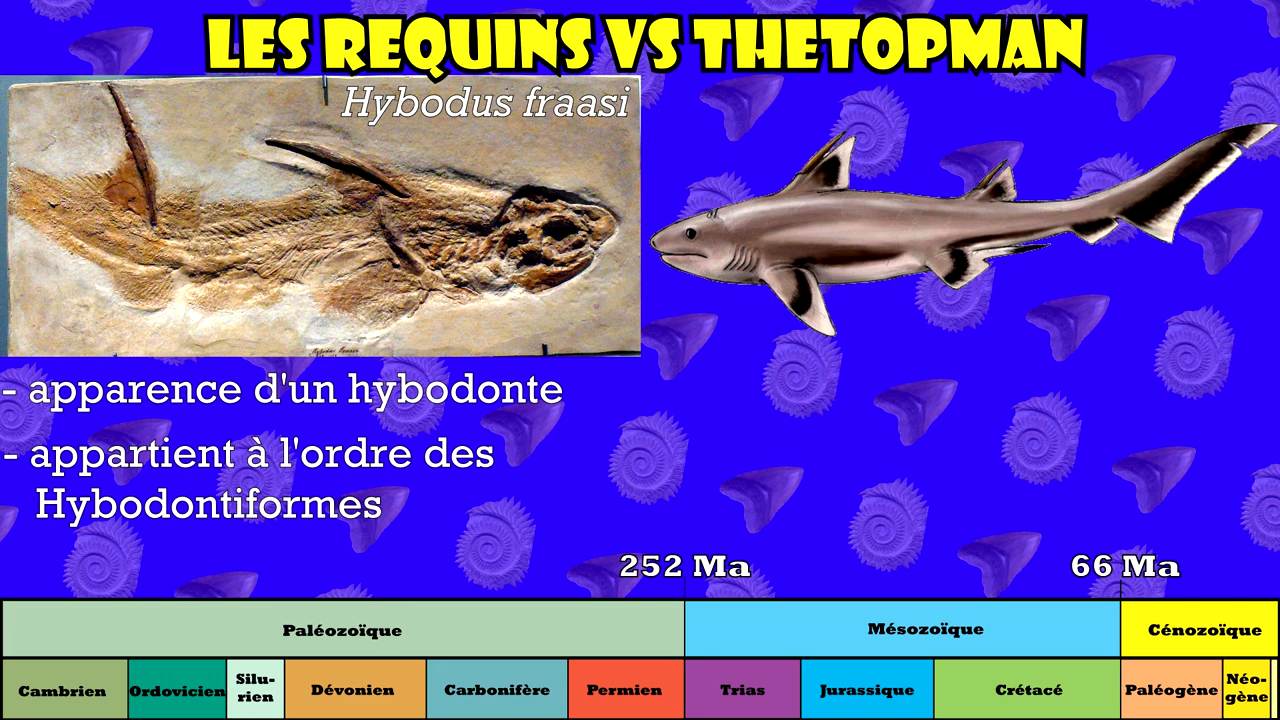 LES REQUINS VS THETOPMAN
Hybodus fraasi
- apparence d'un hybodonte
- appartient à l'ordre des
Hybodontiformes
252 Ma
66 Ma
Paléozoïque
Mésozoïque
Cénozoïque
Cambrien
Ordovicien
Silu-
rien
Dévonien
Carbonifère
Permien
Trias
Jurassique
Crétacé
Paléogène
Néo-
gène